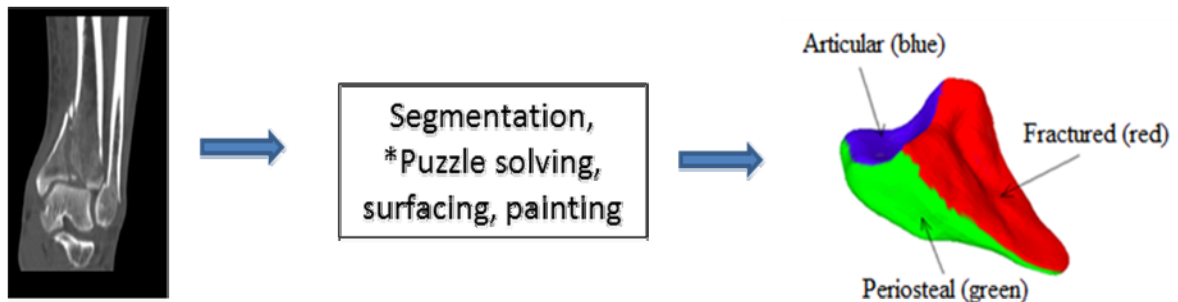 Segmentation,
*Puzzle solving,
surfacing, painting
Articular (blue)
Fractured (red)
Periosteal (green)